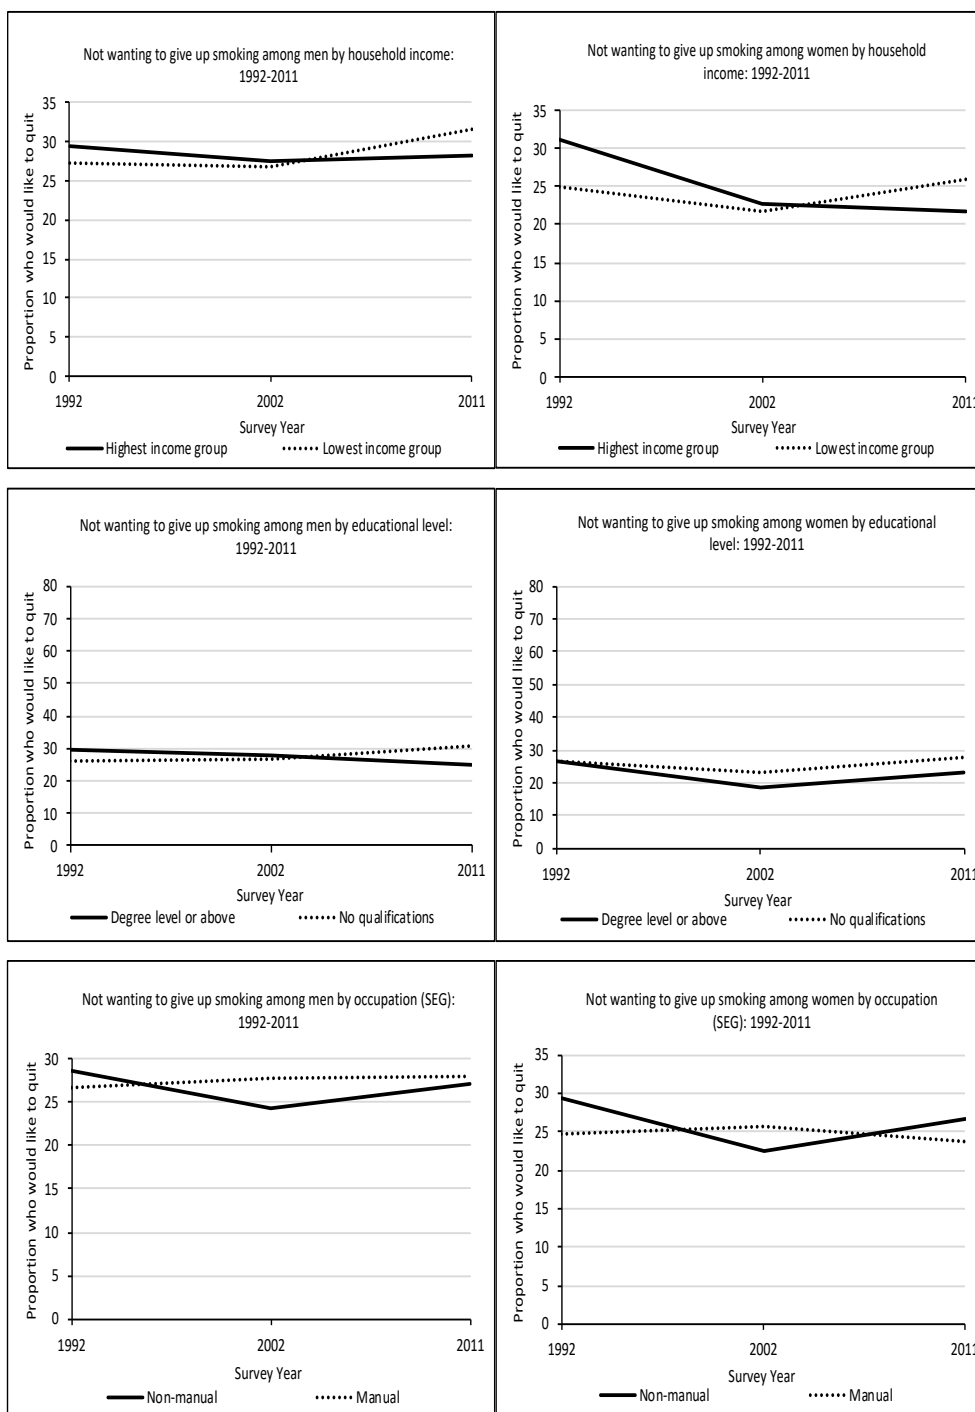 Not wanting to give up smoking among men by household income:
1992-2011
Proportion who would like to quit
35
30
25
20
15
10
5
0
1992 2002 2011
Survey Year
Highest income group Lowest income group
Not wanting to give up smoking among women by household
income: 1992-2011
Proportion who would like to quit
35
30
25
20
15
10
5
0
1992 2002 2011
Survey Year
Highest income group Lowest income group
Not wanting to give up smoking among men by educational level:
1992-2011
Proportion who would like to quit
80
70
60
50
40
30
20
10
0
1992 2002 2011
Survey Year
Degree level or above No qualifications
Not wanting to give up smoking among women by educational
level: 1992-2011
Proportion who would like to quit
80
70
60
50
40
30
20
10
0
1992 2002 2011
Survey Year
Degree level or above No qualifications
Not wanting to give up smoking among men by occupation (SEG):
1992-2011
Proportion who would like to quit
30
25
20
15
10
5
0
1992 2002 2011
Survey Year
Non-manual Manual
Not wanting to give up smoking among women by occupation
(SEG): 1992-2011
Proportion who would like to quit
35
30
25
20
15
10
5
0
1992 2002 2011
Survey Year
Non-manual Manual